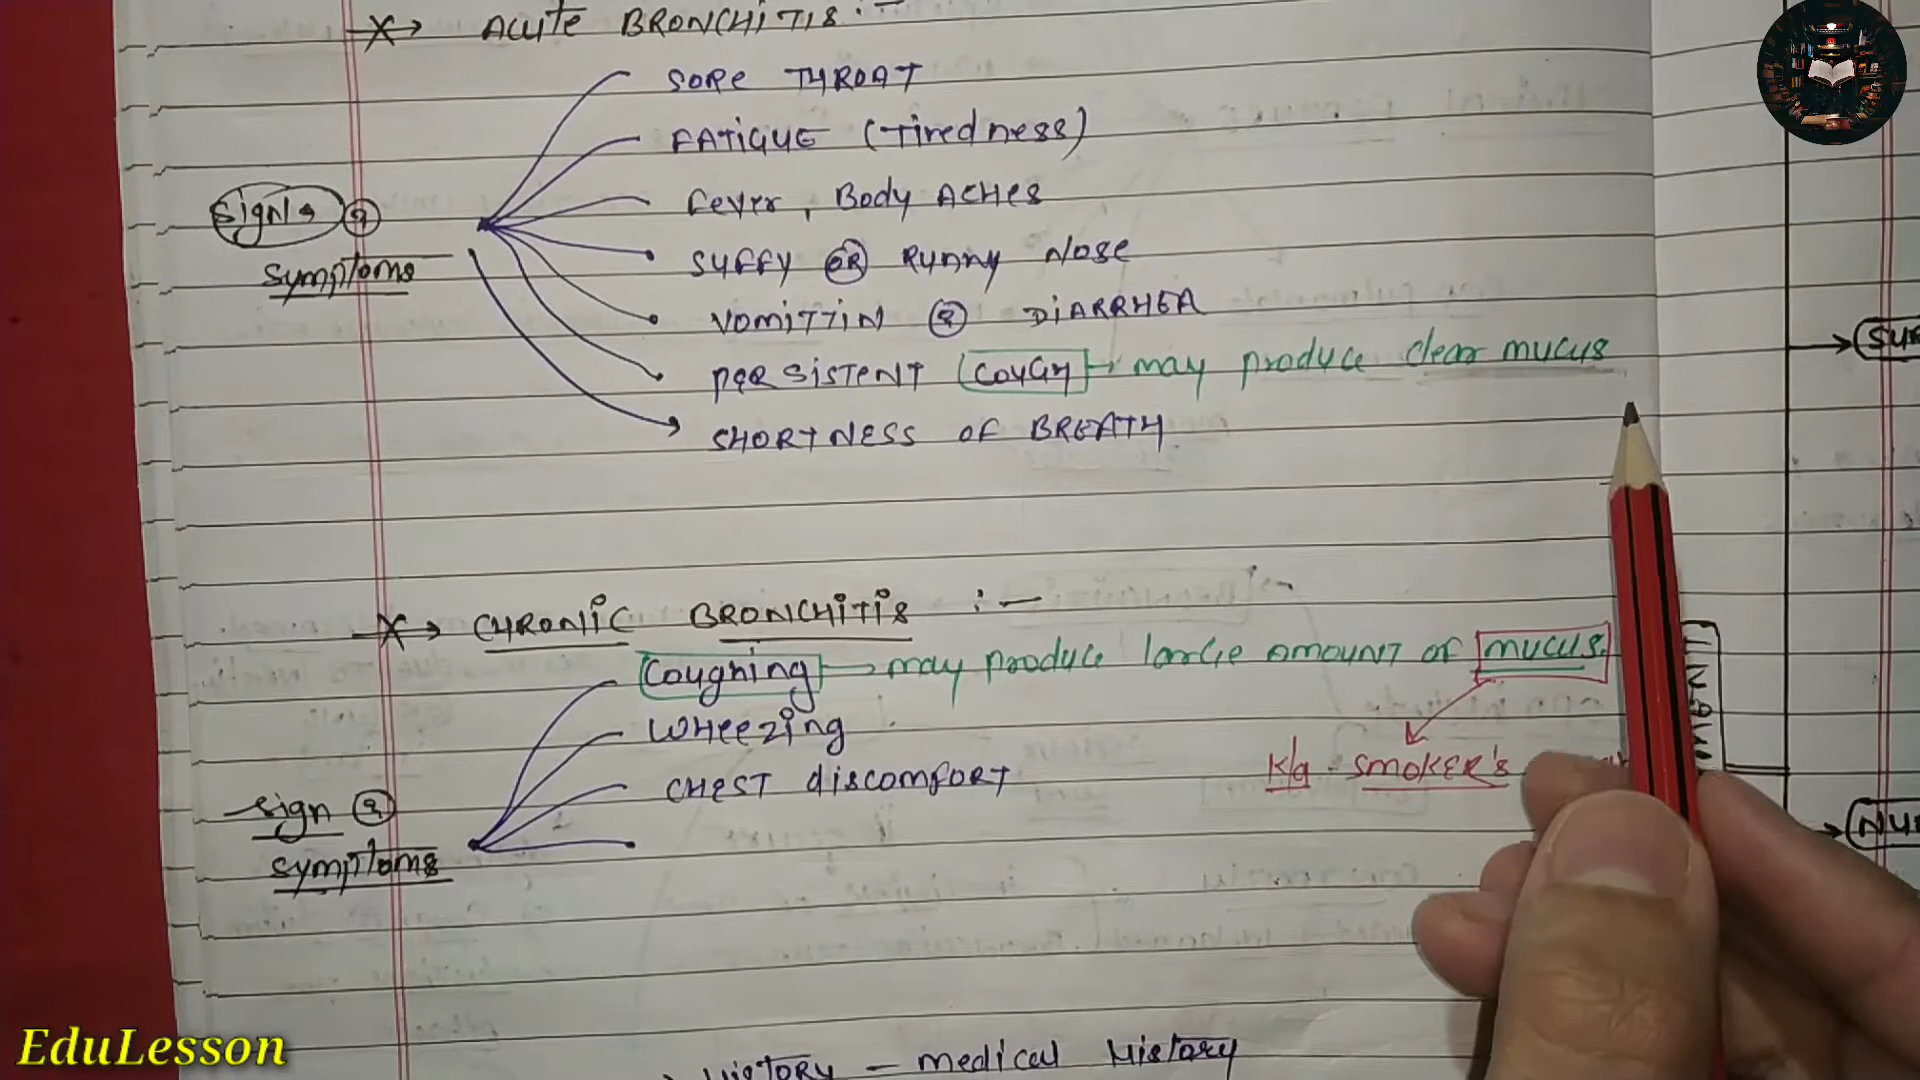 ACUTE BRONCHITIS :-
SORE THROAT
FATIGUE (Tiredness)
Fever, Body ACHES
Signs &
SUFFY OR RUNNY NOSE
symptoms
VOMITTIN & DIARRHEA
PERSISTENT COUGH → may produce clear mucus
SHORTNESS OF BREATH
CHRONIC BRONCHITIS :-
Coughing → may produce large amount of mucus.
WHEEzing
K/a - SMOKER'S
CHEST discomfort
sign &
symptoms
HISTORY - medical HISTORY
EduLesson